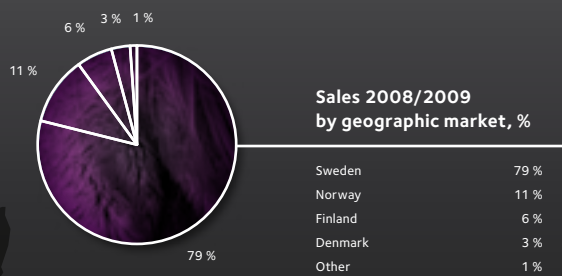 3 % 1 %
6 %
11 %
79 %
Sales 2008/2009
by geographic market, %
Sweden 79 %
Norway 11 %
Finland 6 %
Denmark 3 %
Other 1 %